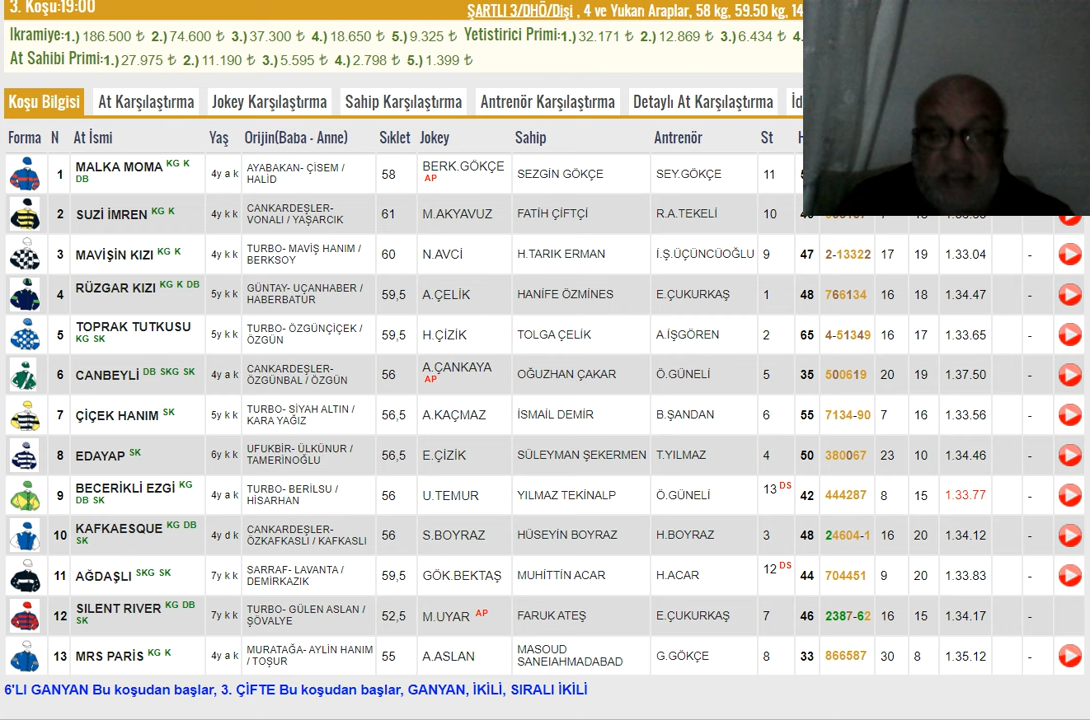 3. Koşu:19:00 ŞARTLI 3/DHÖ/Dişi , 4 ve Yukarı Araplar, 58 kg, 59.50 kg, 14
Ikramiye:1.) 186.500 ₺ 2.) 74.600 ₺ 3.) 37.300 ₺ 4.) 18.650 ₺ 5.) 9.325 ₺ Yetistirici Primi:1.) 32.171 ₺ 2.) 12.869 ₺ 3.) 6.434 ₺ 4.
At Sahibi Primi:1.) 27.975 ₺ 2.) 11.190 ₺ 3.) 5.595 ₺ 4.) 2.798 ₺ 5.) 1.399 ₺
Koşu Bilgisi At Karşılaştırma Jokey Karşılaştırma Sahip Karşılaştırma Antrenör Karşılaştırma Detaylı At Karşılaştırma İd
Forma N At İsmi Yaş Orijin(Baba - Anne) Sıklet Jokey Sahip Antrenör St
1 MALKA MOMA KG K DB 4y a k AYABAKAN- ÇİSEM / HALİD 58 BERK.GÖKÇE AP SEZGİN GÖKÇE SEY.GÖKÇE 11
2 SUZİ İMREN KG K 4y k k CANKARDEŞLER- VONALI / YAŞARCIK 61 M.AKYAVUZ FATİH ÇİFTÇİ R.A.TEKELİ 10
3 MAVİŞİN KIZI KG K 4y k k TURBO- MAVİŞ HANIM / BERKSOY 60 N.AVCİ H.TARIK ERMAN İ.Ş.ÜÇÜNCÜOĞLU 9 47 2-13322 17 19 1.33.04 -
4 RÜZGAR KIZI KG K DB 5y k k GÜNTAY- UÇANHABER / HABERBATUR 59,5 A.ÇELİK HANİFE ÖZMİNES E.ÇUKURKAŞ 1 48 766134 16 18 1.34.47 -
5 TOPRAK TUTKUSU KG SK 5y k k TURBO- ÖZGÜNÇİÇEK / ÖZGÜN 59,5 H.ÇİZİK TOLGA ÇELİK A.İŞGÖREN 2 65 4-51349 16 17 1.33.65 -
6 CANBEYLİ DB SKG SK 4y a k CANKARDEŞLER- ÖZGÜNBAL / ÖZGÜN 56 A.ÇANKAYA AP OĞUZHAN ÇAKAR Ö.GÜNELİ 5 35 500619 20 19 1.37.50 -
7 ÇİÇEK HANIM SK 5y k k TURBO- SİYAH ALTIN / KARA YAĞIZ 56,5 A.KAÇMAZ İSMAİL DEMİR B.ŞANDAN 6 55 7134-90 7 16 1.33.56 -
8 EDAYAP SK 6y k k UFUKBİR- ÜLKÜNUR / TAMERİNOĞLU 56,5 E.ÇİZİK SÜLEYMAN ŞEKERMEN T.YILMAZ 4 50 380067 23 10 1.34.46 -
9 BECERİKLİ EZGİ KG DB SK 4y a k TURBO- BERİLSU / HİSARHAN 56 U.TEMUR YILMAZ TEKİNALP Ö.GÜNELİ 13 DS 42 444287 8 15 1.33.77 -
10 KAFKAESQUE KG DB SK 4y d k CANKARDEŞLER- ÖZKAFKASLI / KAFKASLI 56 S.BOYRAZ HÜSEYİN BOYRAZ H.BOYRAZ 3 48 24604-1 16 20 1.34.12 -
11 AĞDAŞLI SKG SK 7y k k SARRAF- LAVANTA / DEMİRKAZIK 59,5 GÖK.BEKTAŞ MUHİTTİN ACAR H.ACAR 12 DS 44 704451 9 20 1.33.83 -
12 SILENT RIVER KG DB SK 7y k k TURBO- GÜLEN ASLAN / ŞÖVALYE 52,5 M.UYAR AP FARUK ATEŞ E.ÇUKURKAŞ 7 46 2387-62 16 15 1.34.17 -
13 MRS PARİS KG K 4y a k MURATAĞA- AYLİN HANIM / TOŞUR 55 A.ASLAN MASOUD SANEIAHMADABAD G.GÖKÇE 8 33 866587 30 8 1.35.12 -
6'LI GANYAN Bu koşudan başlar, 3. ÇİFTE Bu koşudan başlar, GANYAN, İKİLİ, SIRALI İKİLİ